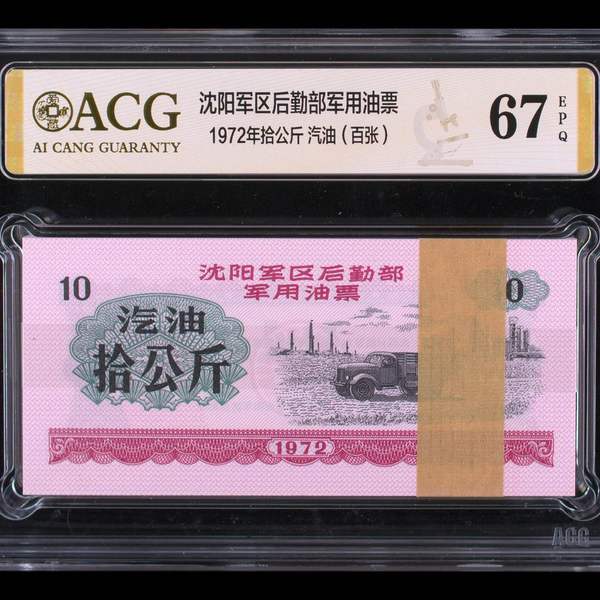 ACG
AI CANG GUARANTY
沈阳军区后勤部军用油票
1972年拾公斤 汽油（百张）
67
EPQ
沈阳军区后勤部
军用油票
10
0
汽油
拾公斤
1972
ACG